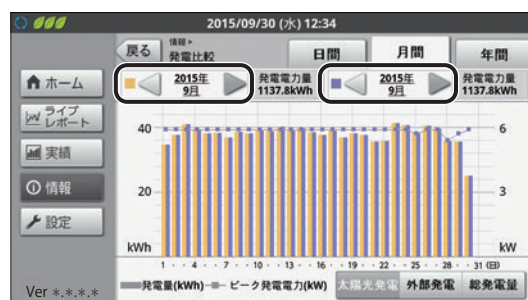 2015/09/30 (水) 12:34
戻る
情報 >
発電比較
日間
月間
年間
ホーム
ライブ
レポート
実績
情報
設定
Ver *.*.*.*
2015年
9月
発電電力量
1137.8kWh
2015年
9月
発電電力量
1137.8kWh
40
20
kWh
6
3
kW
1 ・ ・ 4 ・ ・ 7 ・ ・ 10 ・ ・ 13 ・ ・ 16 ・ ・ 19 ・ ・ 22 ・ ・ 25 ・ ・ 28 ・ ・ 31 (日)
発電量(kWh) ピーク発電電力(kW)
太陽光発電
外部発電
総発電量